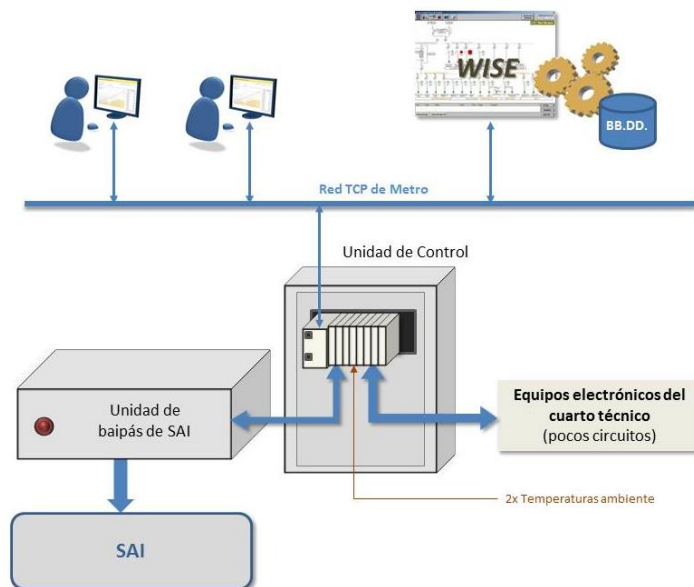 WISE
BB.DD.
Red TCP de Metro
Unidad de Control
Unidad de
baipás de SAI
Equipos electrónicos del
cuarto técnico
(pocos circuitos)
2x Temperaturas ambiente
SAI